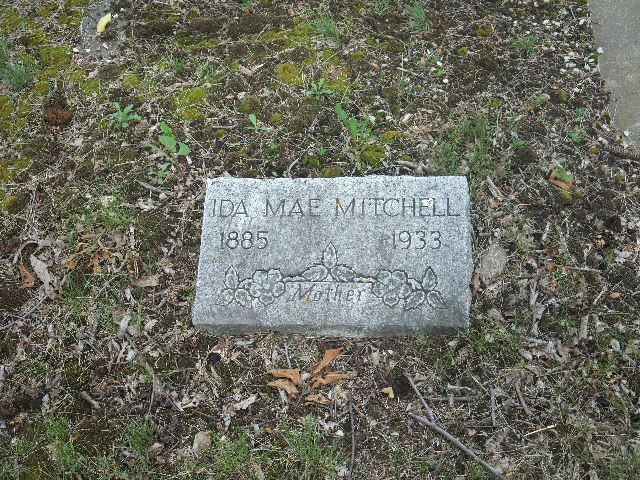 IDA MAE MITCHELL
1885 1933
Mother